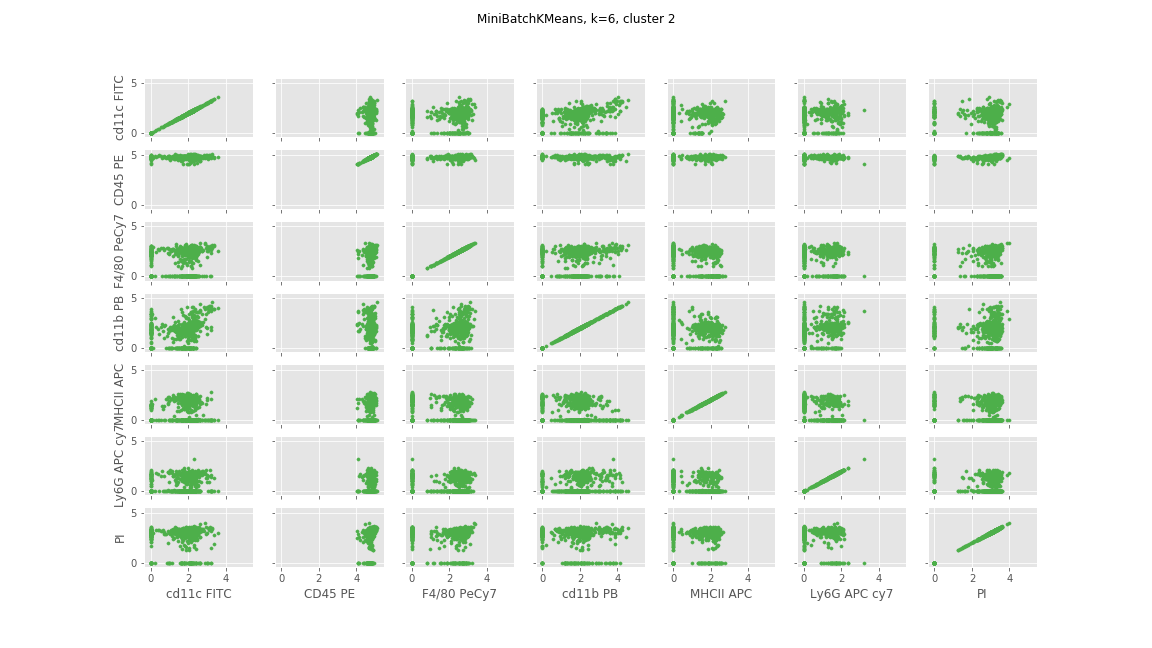 MiniBatchKMeans, k=6, cluster 2
cd11c FITC
5
0
CD45 PE
5
0
F4/80 PeCy7
5
0
cd11b PB
5
0
MHCII APC
5
0
Ly6G APC cy7
5
0
PI
5
0
0 2 4 0 2 4 0 2 4 0 2 4 0 2 4 0 2 4 0 2 4
cd11c FITC CD45 PE F4/80 PeCy7 cd11b PB MHCII APC Ly6G APC cy7 PI